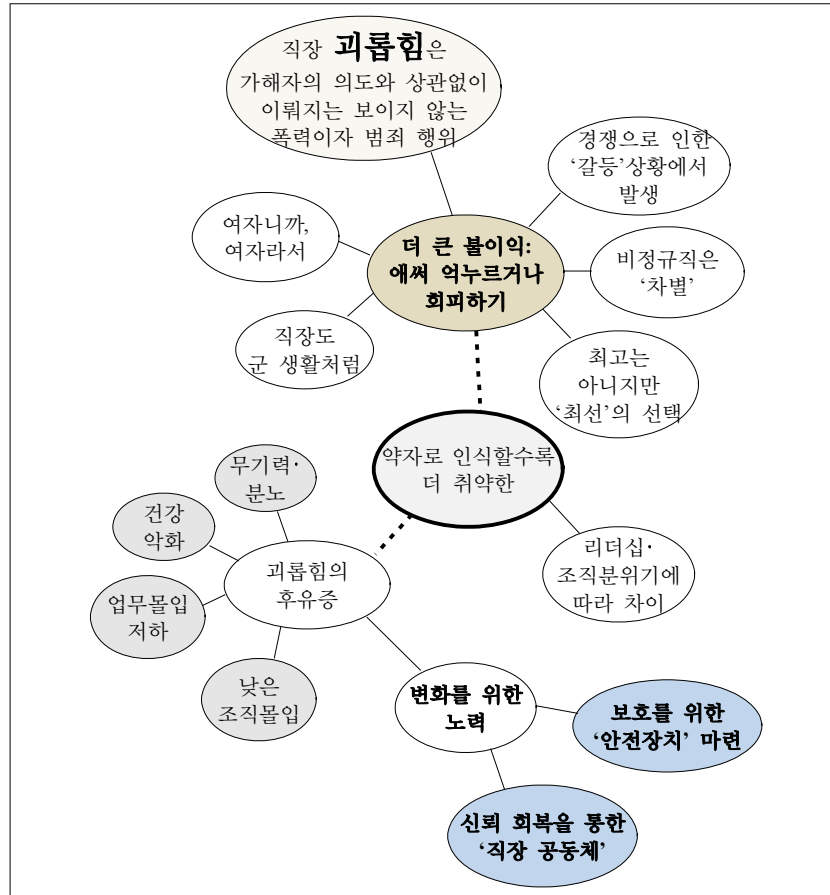 직장 괴롭힘은
가해자의 의도와 상관없이
이뤄지는 보이지 않는
폭력이자 범죄 행위
경쟁으로 인한
‘갈등’상황에서
발생
여자니까,
여자라서
더 큰 불이익:
애써 억누르거나
회피하기
비정규직은
‘차별’
직장도
군 생활처럼
최고는
아니지만
‘최선’의 선택
약자로 인식할수록
더 취약한
무기력·
분노
건강
악화
괴롭힘의
후유증
리더십·
조직분위기에
따라 차이
업무몰입
저하
낮은
조직몰입
변화를 위한
노력
보호를 위한
‘안전장치’ 마련
신뢰 회복을 통한
‘직장 공동체’